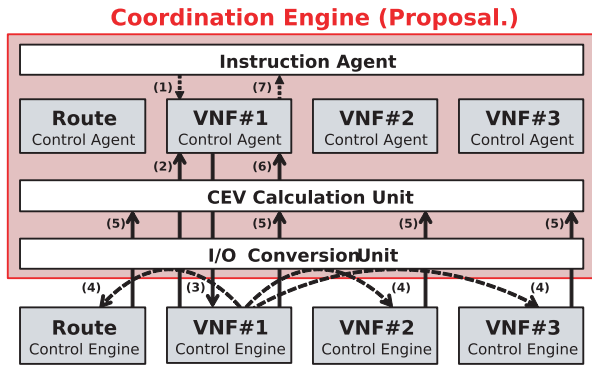 Coordination Engine (Proposal.)
Instruction Agent
(1) (7)
Route VNF#1 VNF#2 VNF#3
Control Agent Control Agent Control Agent Control Agent
(2) (6)
CEV Calculation Unit
(5) (5) (5) (5)
I/O ConversionUnit
(4) (3) (4) (4)
Route VNF#1 VNF#2 VNF#3
Control Engine Control Engine Control Engine Control Engine